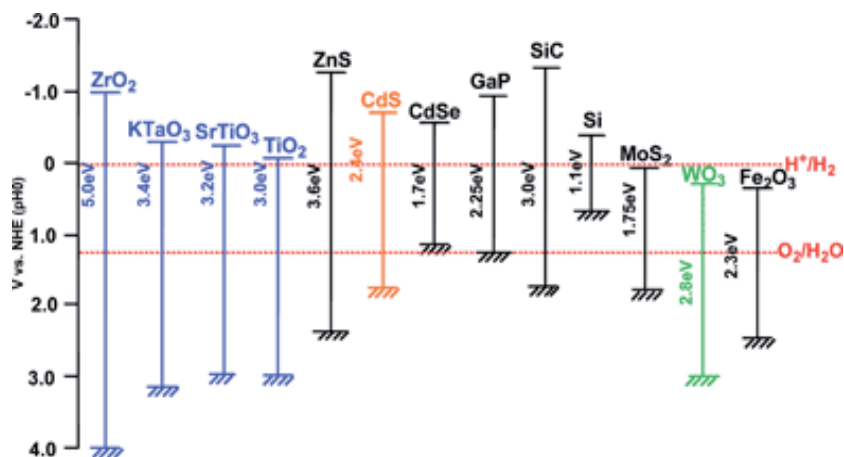 -2.0
-1.0
0
1.0
2.0
3.0
4.0
V vs. NHE (pH0)
ZrO₂
5.0eV
KTaO₃
3.4eV
SrTiO₃
3.2eV
TiO₂
3.0eV
ZnS
3.6eV
CdS
2.4eV
CdSe
1.7eV
GaP
2.25eV
SiC
3.0eV
Si
1.1eV
MoS₂
1.75eV
WO₃
2.8eV
Fe₂O₃
2.3eV
H⁺/H₂
O₂/H₂O